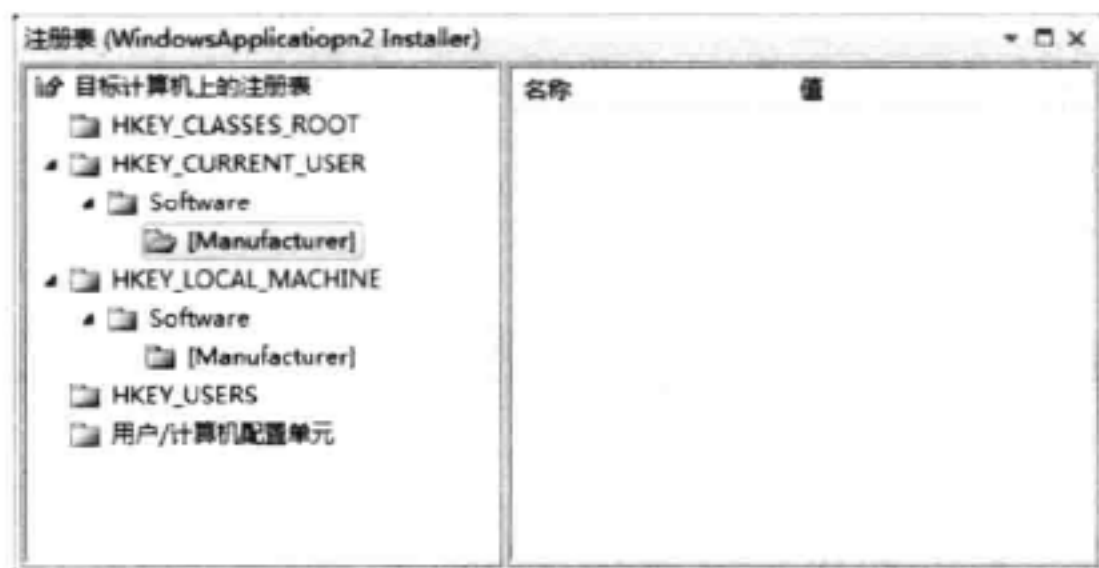 注册表 (WindowsApplicatiopn2 Installer)
目标计算机上的注册表
名称 值
HKEY_CLASSES_ROOT
HKEY_CURRENT_USER
Software
[Manufacturer]
HKEY_LOCAL_MACHINE
Software
[Manufacturer]
HKEY_USERS
用户/计算机配置单元